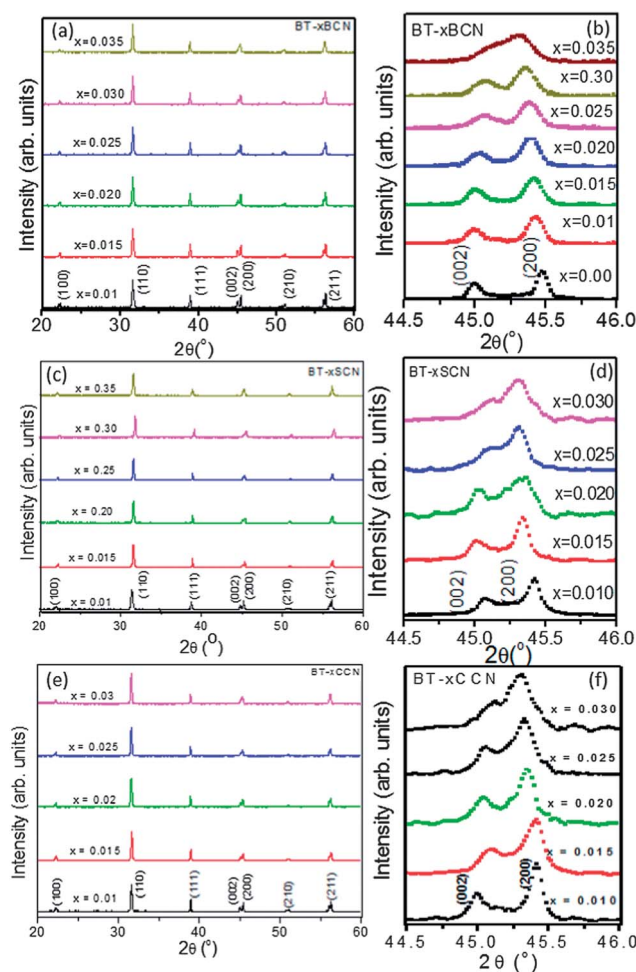 (a)
BT-xBCN
x=0.035
x=0.030
x=0.025
x=0.020
x=0.015
x=0.01
(100)
(110)
(111)
(002)
(200)
(210)
(211)
Intensity (arb. units)
20 30 40 50 60
2θ(°)
BT-xBCN
(b)
x=0.035
x=0.30
x=0.025
x=0.020
x=0.015
x=0.01
x=0.00
(002)
(200)
Intesnity (arb. units)
44.5 45.0 45.5 46.0
2θ(°)
(c)
BT-xSCN
x = 0.35
x = 0.30
x = 0.25
x = 0.20
x = 0.015
x = 0.01
(100)
(110)
(111)
(002)
(200)
(210)
(211)
Intensity (arb. units)
20 30 40 50 60
2θ (°)
BT-xSCN
(d)
x=0.030
x=0.025
x=0.020
x=0.015
x=0.010
(002)
(200)
Intensity (arb. units)
44.5 45.0 45.5 46.0
2θ(°)
(e)
BT-xCCN
x = 0.03
x = 0.025
x = 0.02
x = 0.015
x = 0.01
(100)
(110)
(111)
(002)
(200)
(210)
(211)
Intensity (arb. units)
20 30 40 50 60
2θ(°)
BT-xCCN
(f)
x = 0.030
x = 0.025
x = 0.020
x = 0.015
x = 0.010
(002)
(200)
Intensity (arb. units)
44.5 45.0 45.5 46.0
2θ (°)